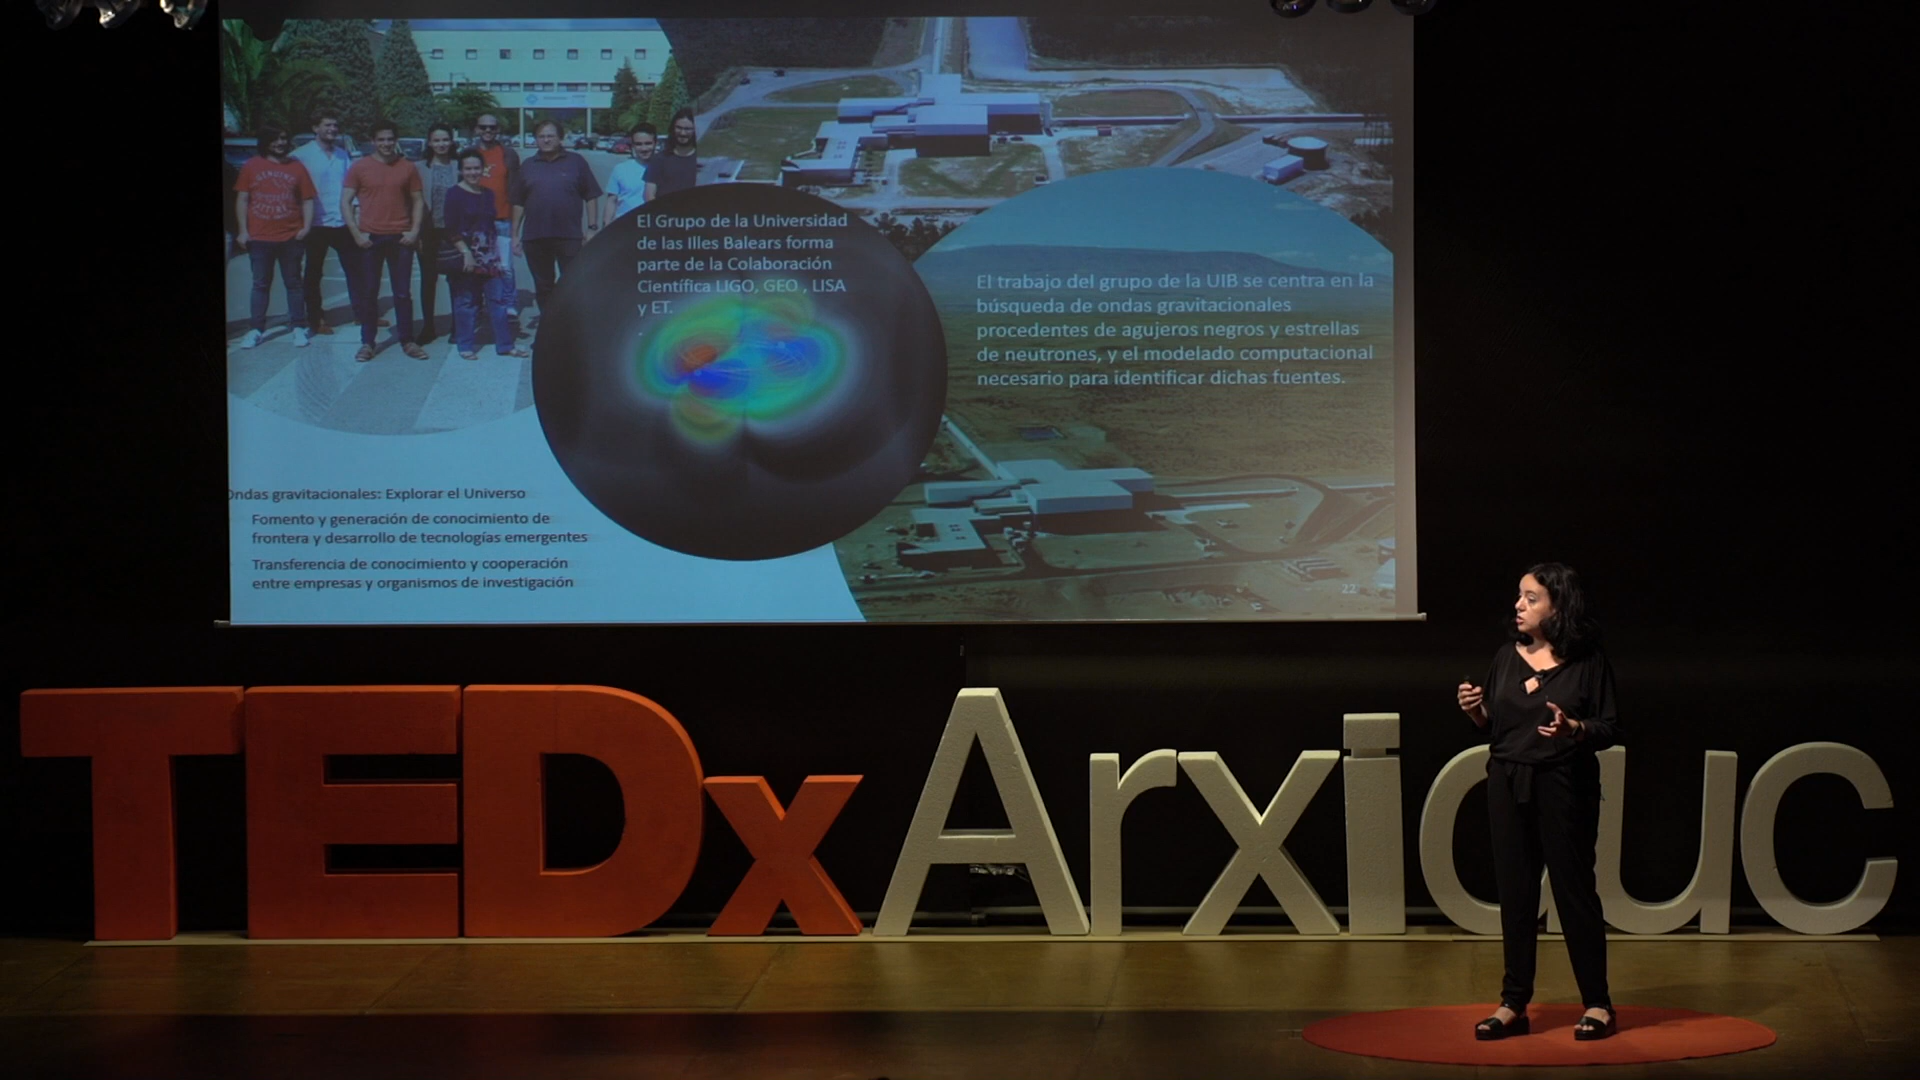 El Grupo de la Universidad
de las Illes Balears forma
parte de la Colaboración
Científica LIGO, GEO , LISA
y ET.
.
El trabajo del grupo de la UIB se centra en la
búsqueda de ondas gravitacionales
procedentes de agujeros negros y estrellas
de neutrones, y el modelado computacional
necesario para identificar dichas fuentes.
Ondas gravitacionales: Explorar el Universo
Fomento y generación de conocimiento de
frontera y desarrollo de tecnologías emergentes
Transferencia de conocimiento y cooperación
entre empresas y organismos de investigación
22
TEDxArxiduc